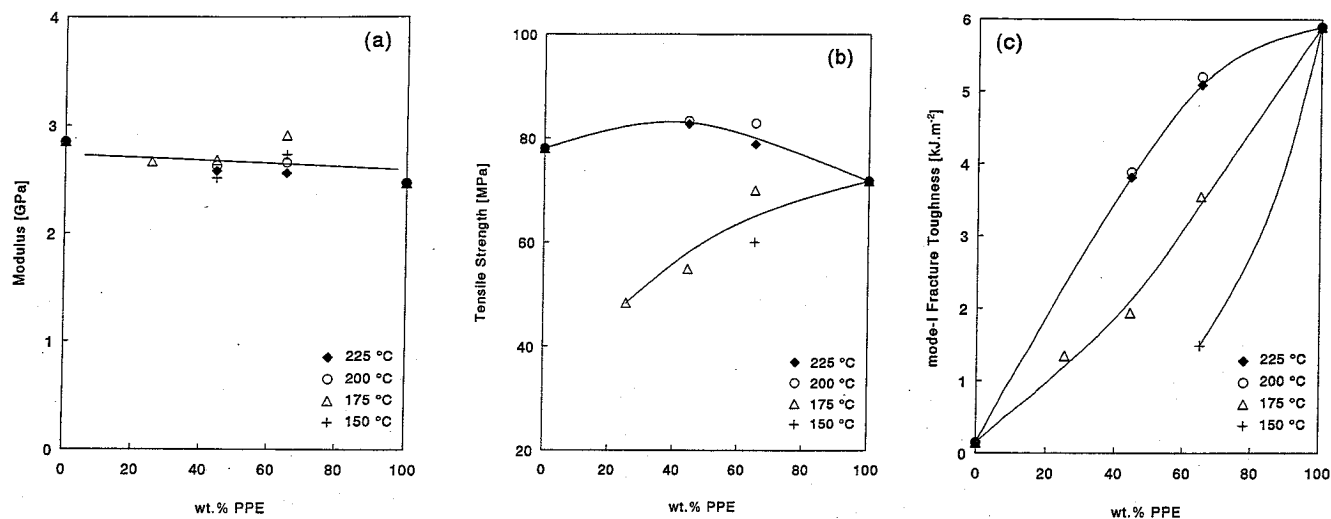 (a)
Modulus [GPa]
4
3
2
1
0
0 20 40 60 80 100
wt.% PPE
225 °C
200 °C
175 °C
150 °C
(b)
Tensile Strength [MPa]
100
80
60
40
20
0 20 40 60 80 100
wt.% PPE
225 °C
200 °C
175 °C
150 °C
(c)
mode-I Fracture Toughness [kJ.m-2]
6
5
4
3
2
1
0
0 20 40 60 80 100
wt.% PPE
225 °C
200 °C
175 °C
150 °C